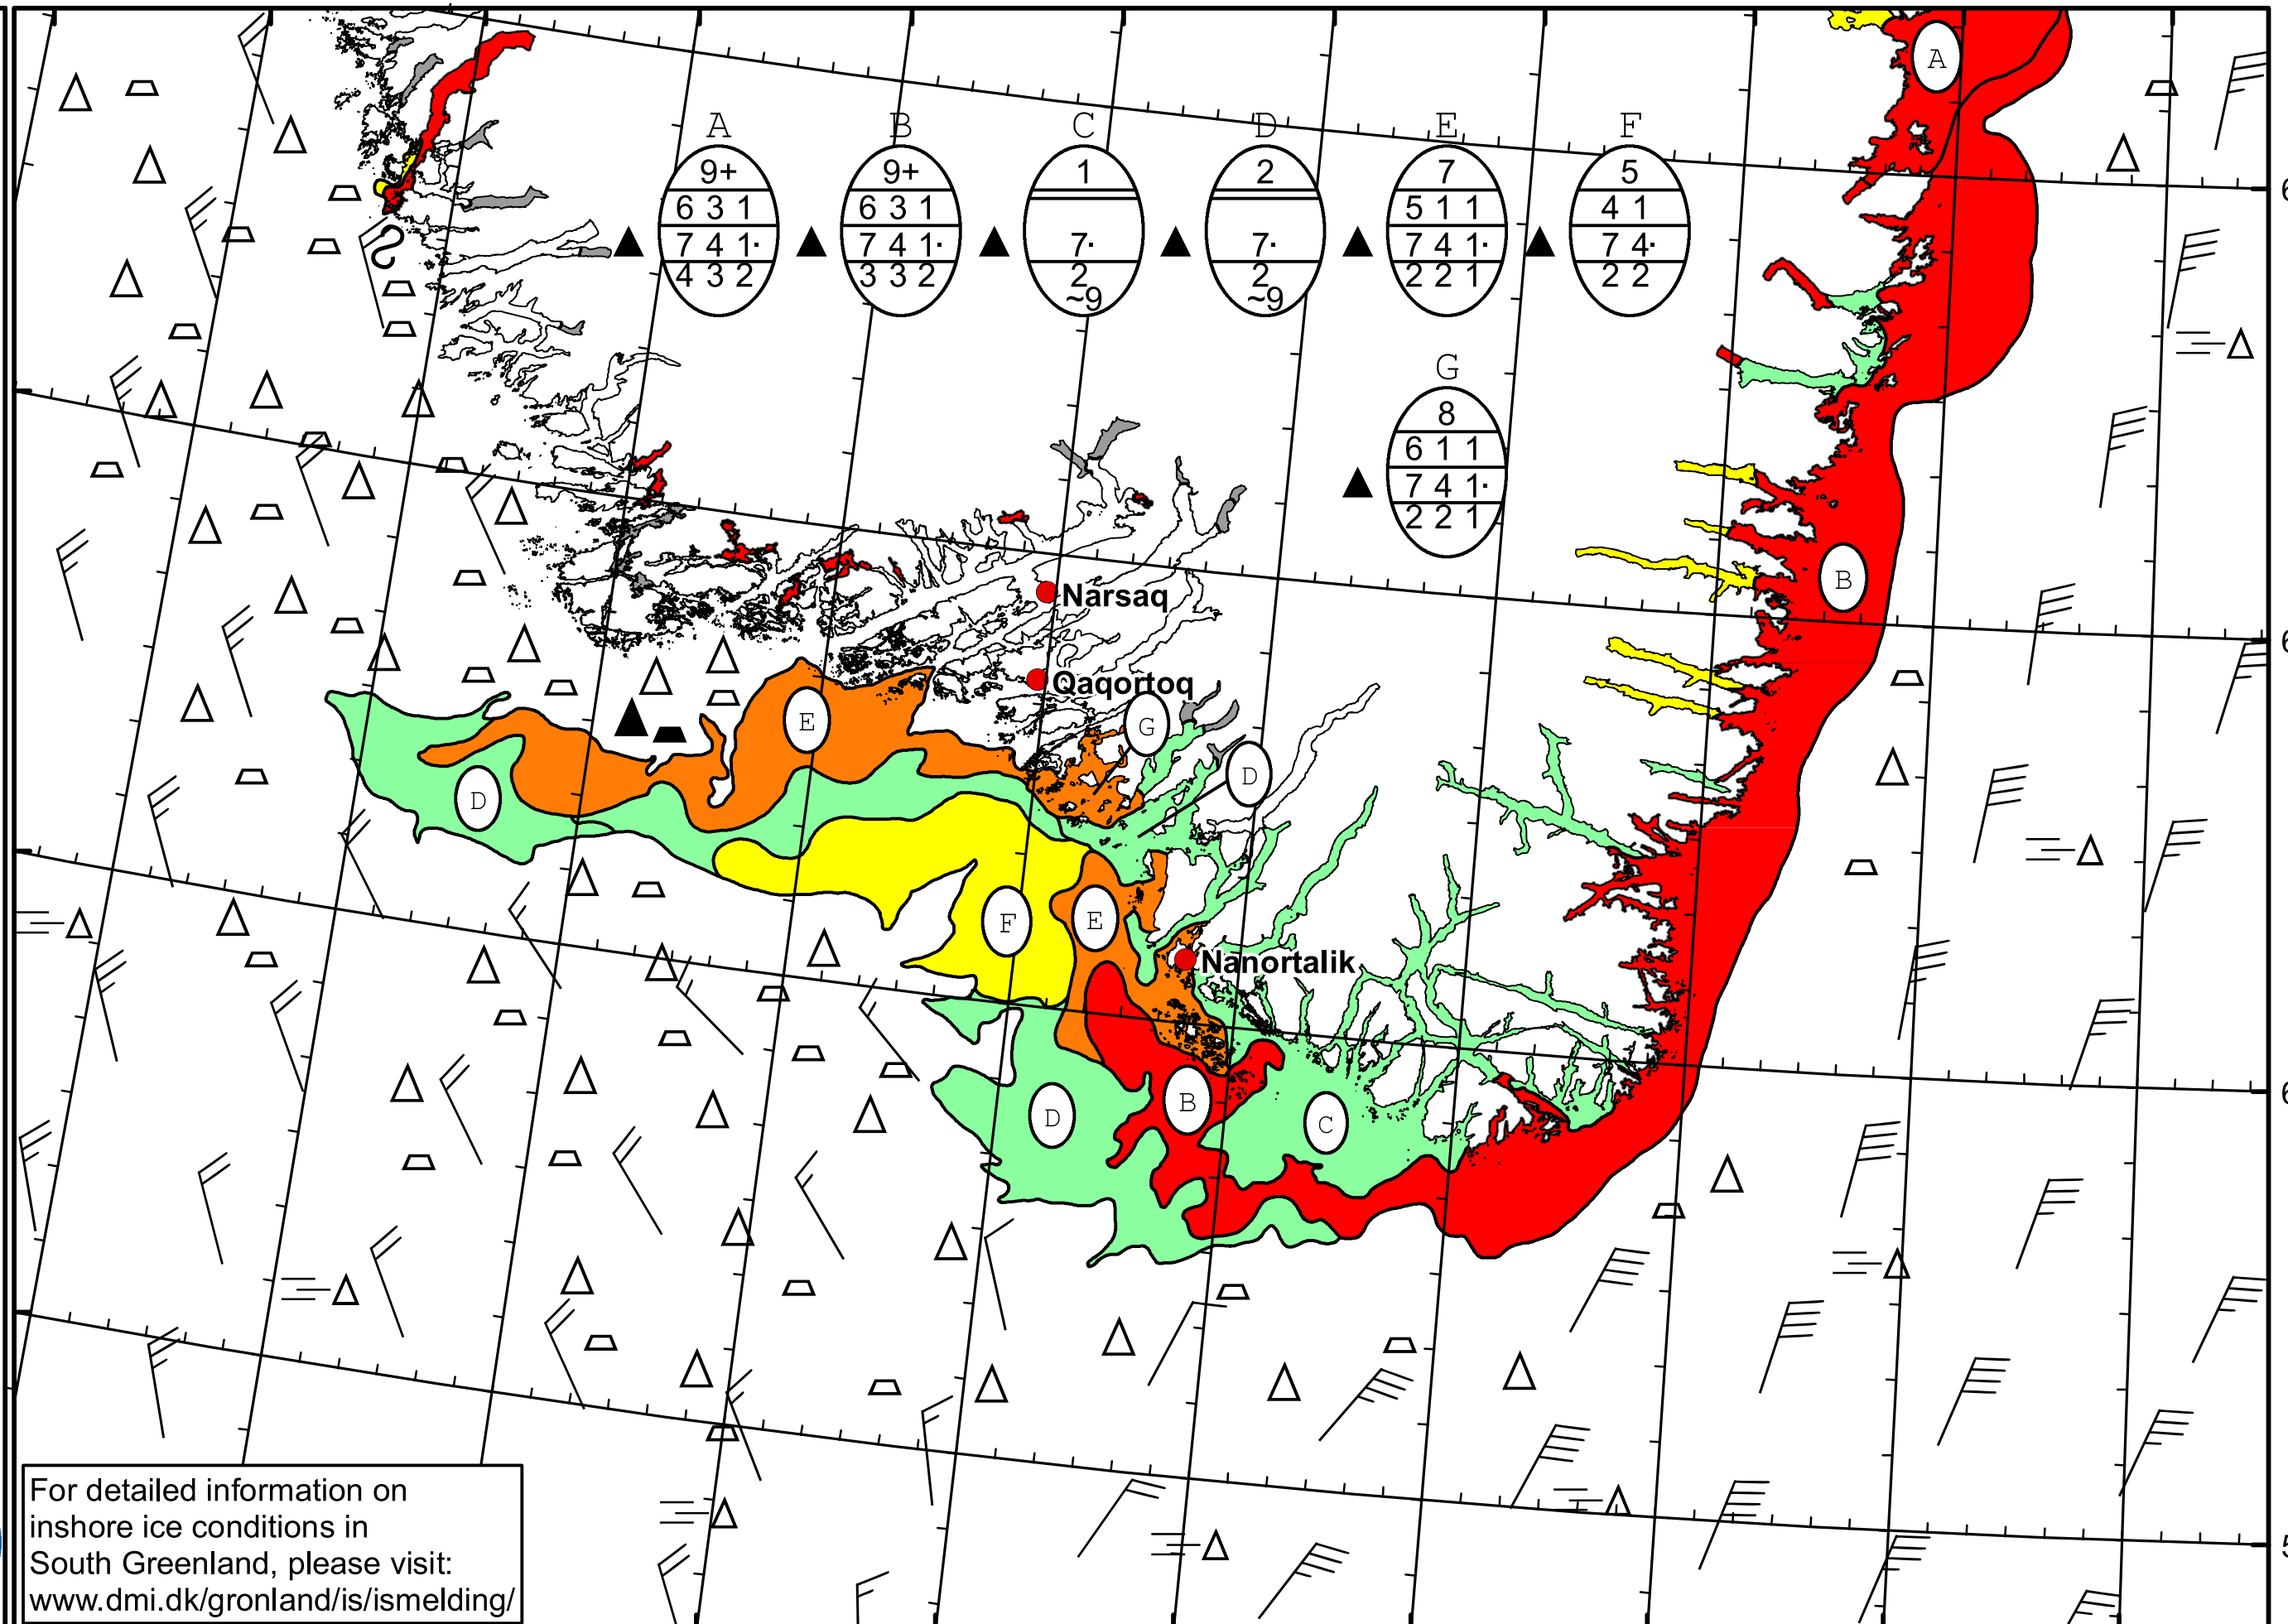 A
A B C D E F
9+ 9+ 1 2 7 5
6 3 1 6 3 1 5 1 1 4 1
7 4 1· 7 4 1· 7· 7· 7 4 1· 7 4·
4 3 2 3 3 2 2 2 2 2 1 2 2
~9 ~9
6
G
8
6 1 1
7 4 1·
2 2 1
B
Narsaq
6
Qaqortoq
E
G
D
D
F
E
Nanortalik
D
B
C
6
For detailed information on
inshore ice conditions in
South Greenland, please visit:
www.dmi.dk/gronland/is/ismelding/
5